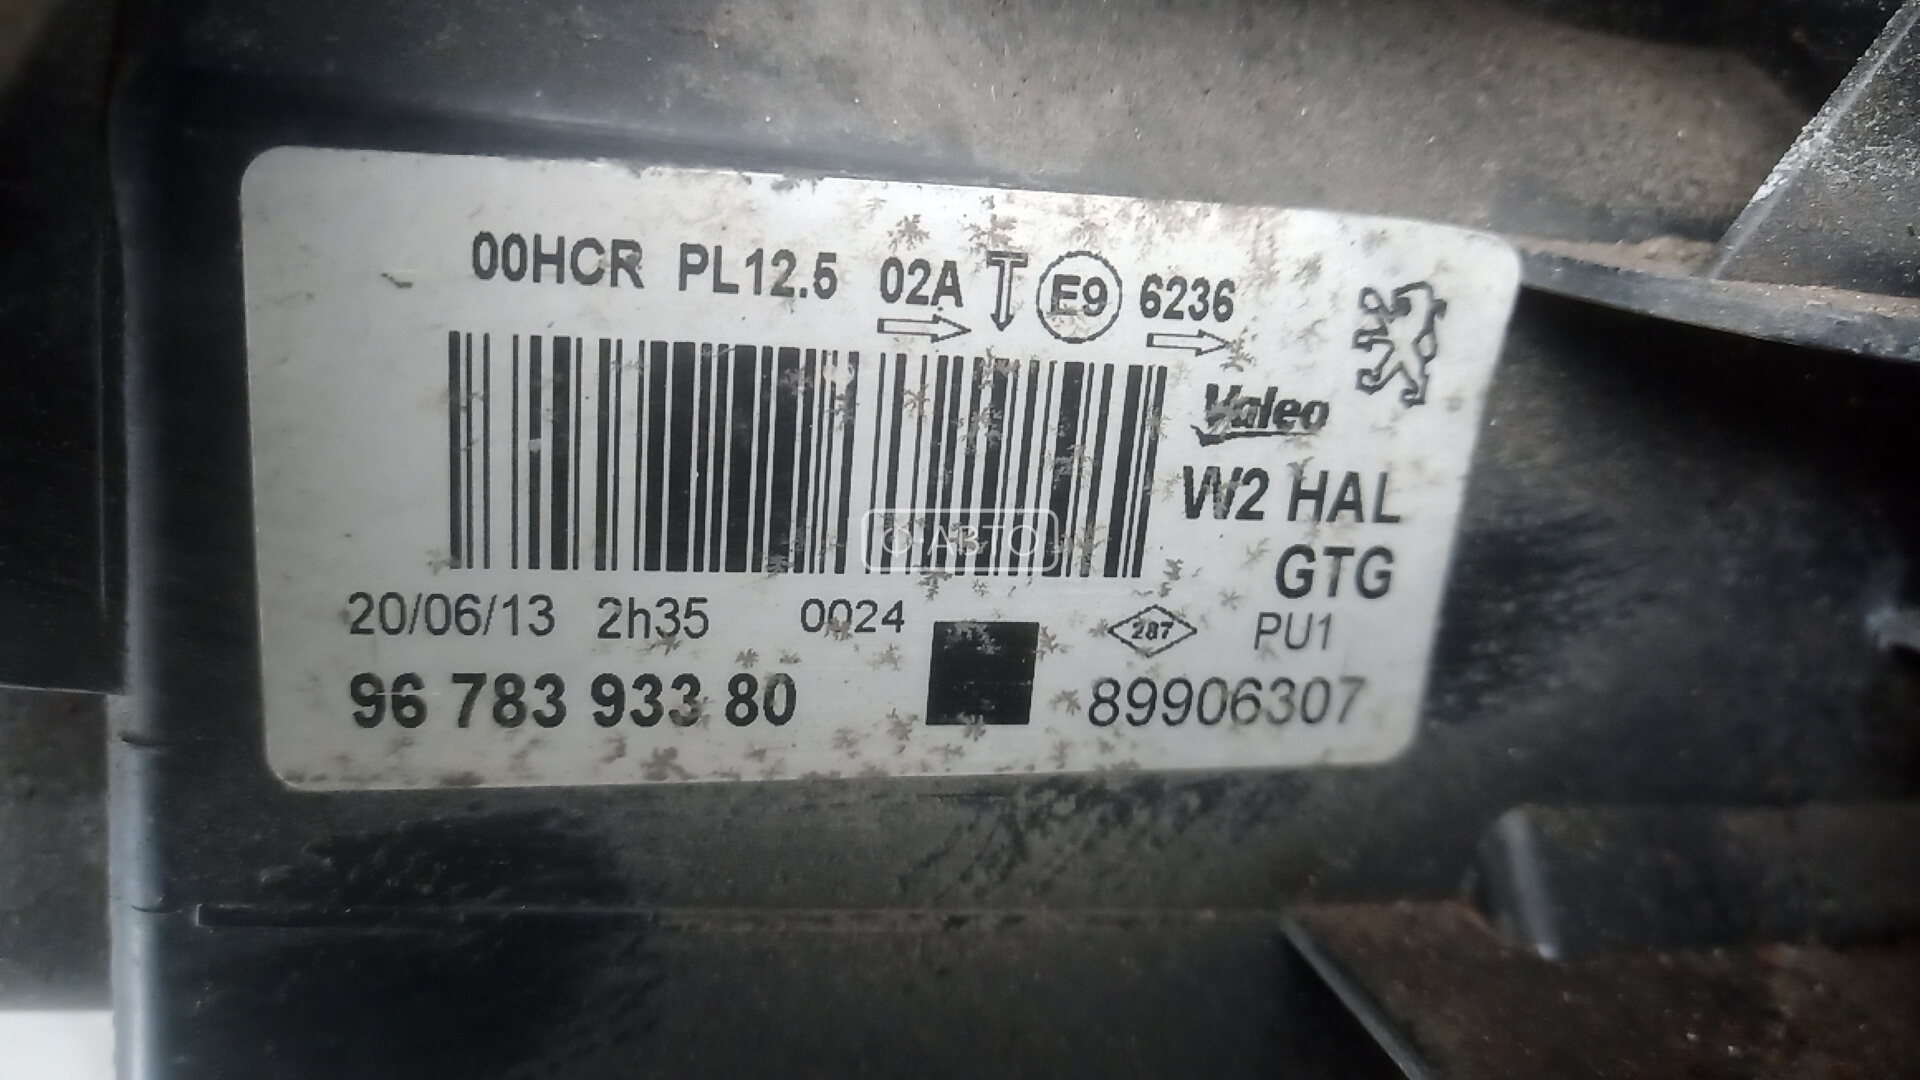 00HCR PL12.5 02A E9 6236
Valeo
W2 HAL
GTG
20/06/13 2h35 0024 287 PU1
96 783 933 80 89906307
АВТО